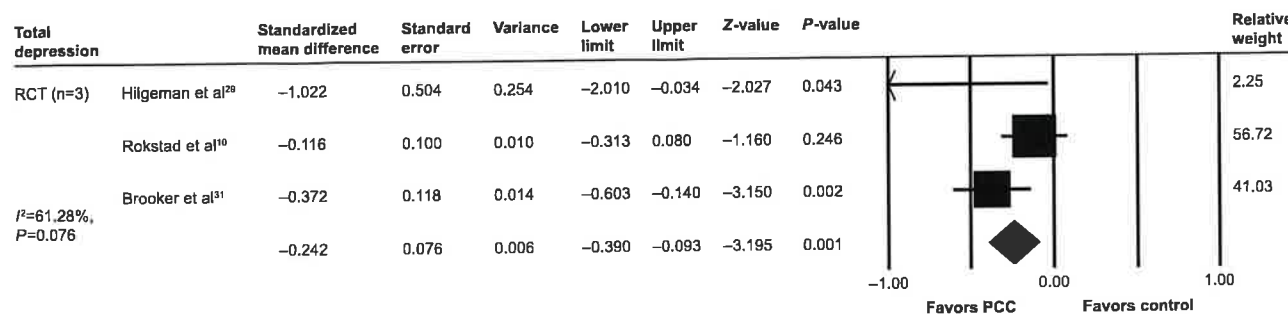 Total depression Standardized mean difference Standard error Variance Lower limit Upper limit Z-value P-value Relative weight
RCT (n=3) Hilgeman et al²⁹ −1.022 0.504 0.254 −2.010 −0.034 −2.027 0.043 2.25
Rokstad et al¹⁰ −0.116 0.100 0.010 −0.313 0.080 −1.160 0.246 56.72
Brooker et al³¹ −0.372 0.118 0.014 −0.603 −0.140 −3.150 0.002 41.03
I²=61.28%,
P=0.076
−0.242 0.076 0.006 −0.390 −0.093 −3.195 0.001
−1.00 0.00 1.00
Favors PCC Favors control